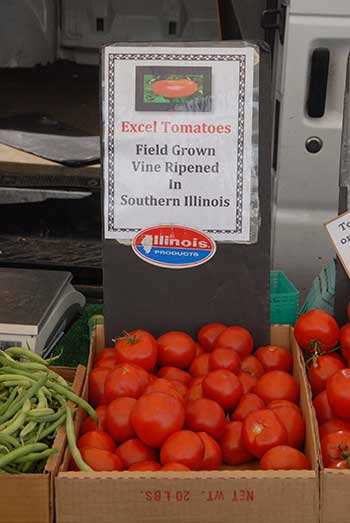 Excel Tomatoes
Field Grown
Vine Ripened
In
Southern Illinois
Illinois
PRODUCTS
NET WT. 20 LBS.